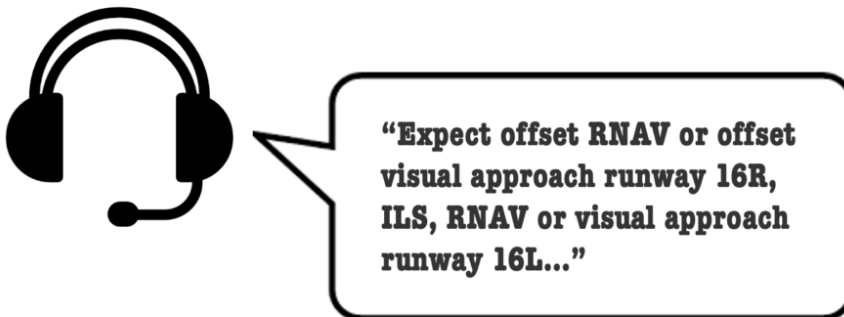 “Expect offset RNAV or offset
visual approach runway 16R,
ILS, RNAV or visual approach
runway 16L...”